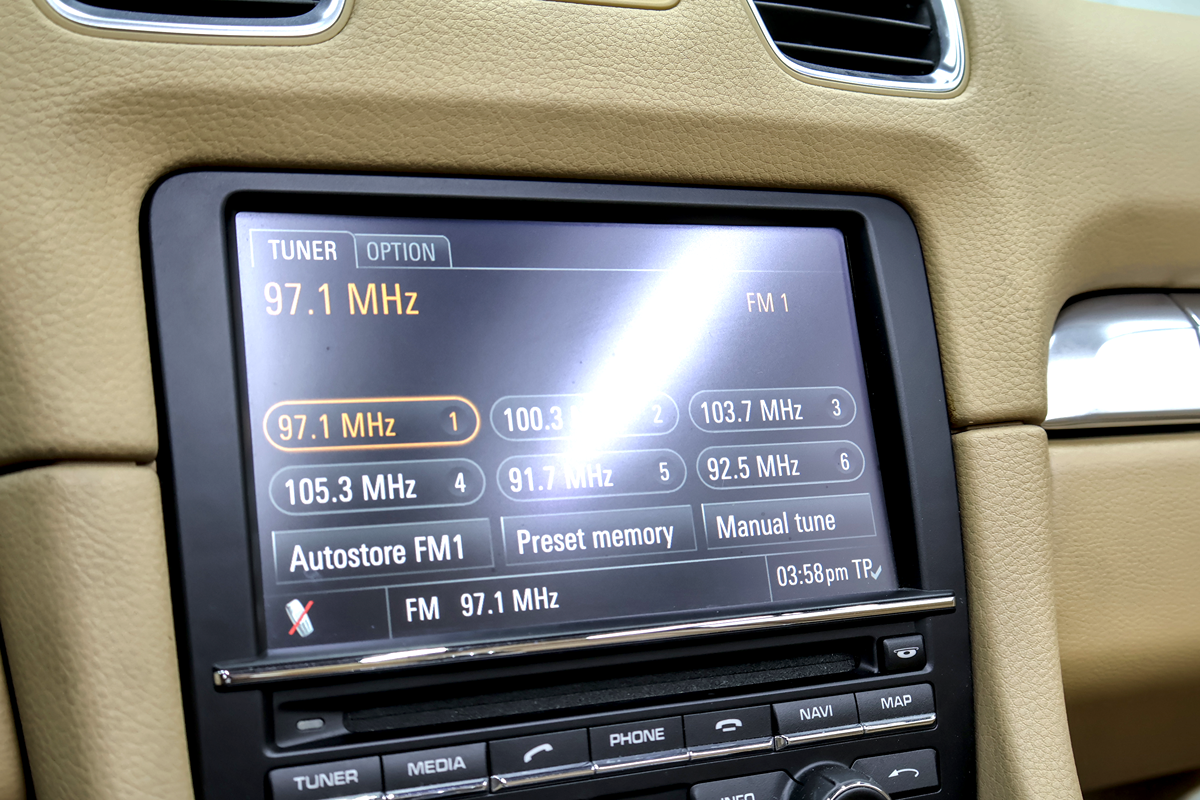 TUNER OPTION
97.1 MHz FM 1
97.1 MHz 1 100.3 2 103.7 MHz 3
105.3 MHz 4 91.7 MHz 5 92.5 MHz 6
Autostore FM1 Preset memory Manual tune
FM 97.1 MHz 03:58pm TP
TUNER MEDIA PHONE NAVI MAP
INFO